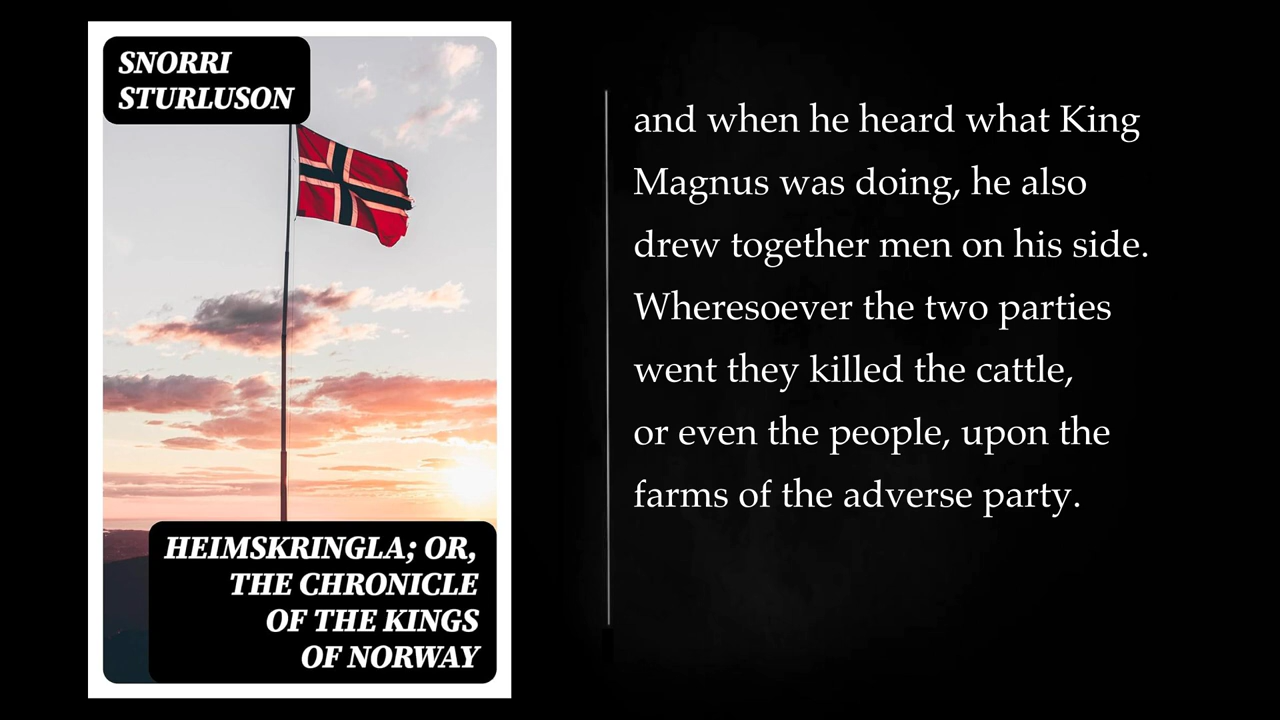 SNORRI
STURLUSON
HEIMSKRINGLA; OR,
THE CHRONICLE
OF THE KINGS
OF NORWAY
and when he heard what King
Magnus was doing, he also
drew together men on his side.
Wheresoever the two parties
went they killed the cattle,
or even the people, upon the
farms of the adverse party.